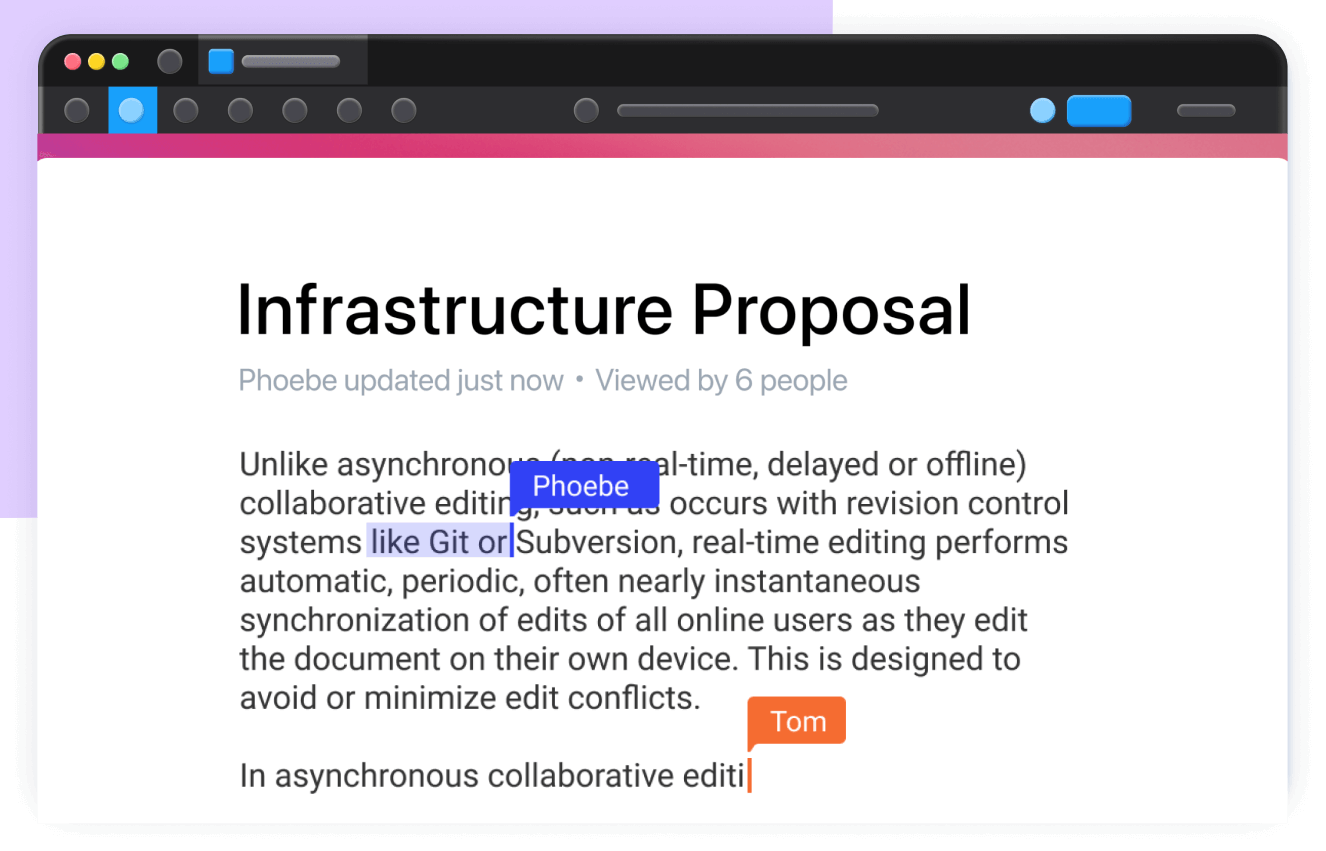 Infrastructure Proposal
Phoebe updated just now • Viewed by 6 people
Unlike asynchronous (non real-time, delayed or offline)
Phoebe
collaborative editing, such as occurs with revision control
systems like Git or Subversion, real-time editing performs
automatic, periodic, often nearly instantaneous
synchronization of edits of all online users as they edit
the document on their own device. This is designed to
avoid or minimize edit conflicts.
Tom
In asynchronous collaborative editi